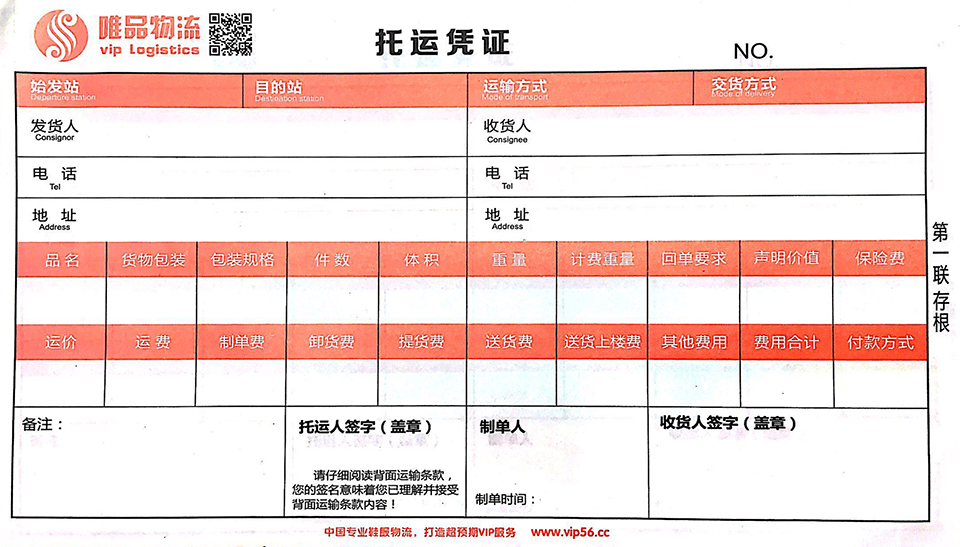 唯品物流
vip Logistics
托运凭证
NO.
始发站 目的站 运输方式 交货方式
Departure station Destination station Mode of transport Mode of delivery
发货人 收货人
Consignor Consignee
电 话 电 话
Tel Tel
地 址 地 址
Address Address
品 名 货物包装 包装规格 件 数 体 积 重 量 计费重量 回单要求 声明价值 保险费
运价 运 费 制单费 卸货费 提货费 送货费 送货上楼费 其他费用 费用合计 付款方式
备注： 托运人签字（盖章） 制单人 收货人签字（盖章）
请仔细阅读背面运输条款，
您的签名意味着您已理解并接受
背面运输条款内容！
制单时间：
第一联存根
中国专业鞋服物流，打造超预期VIP服务 www.vip56.cc